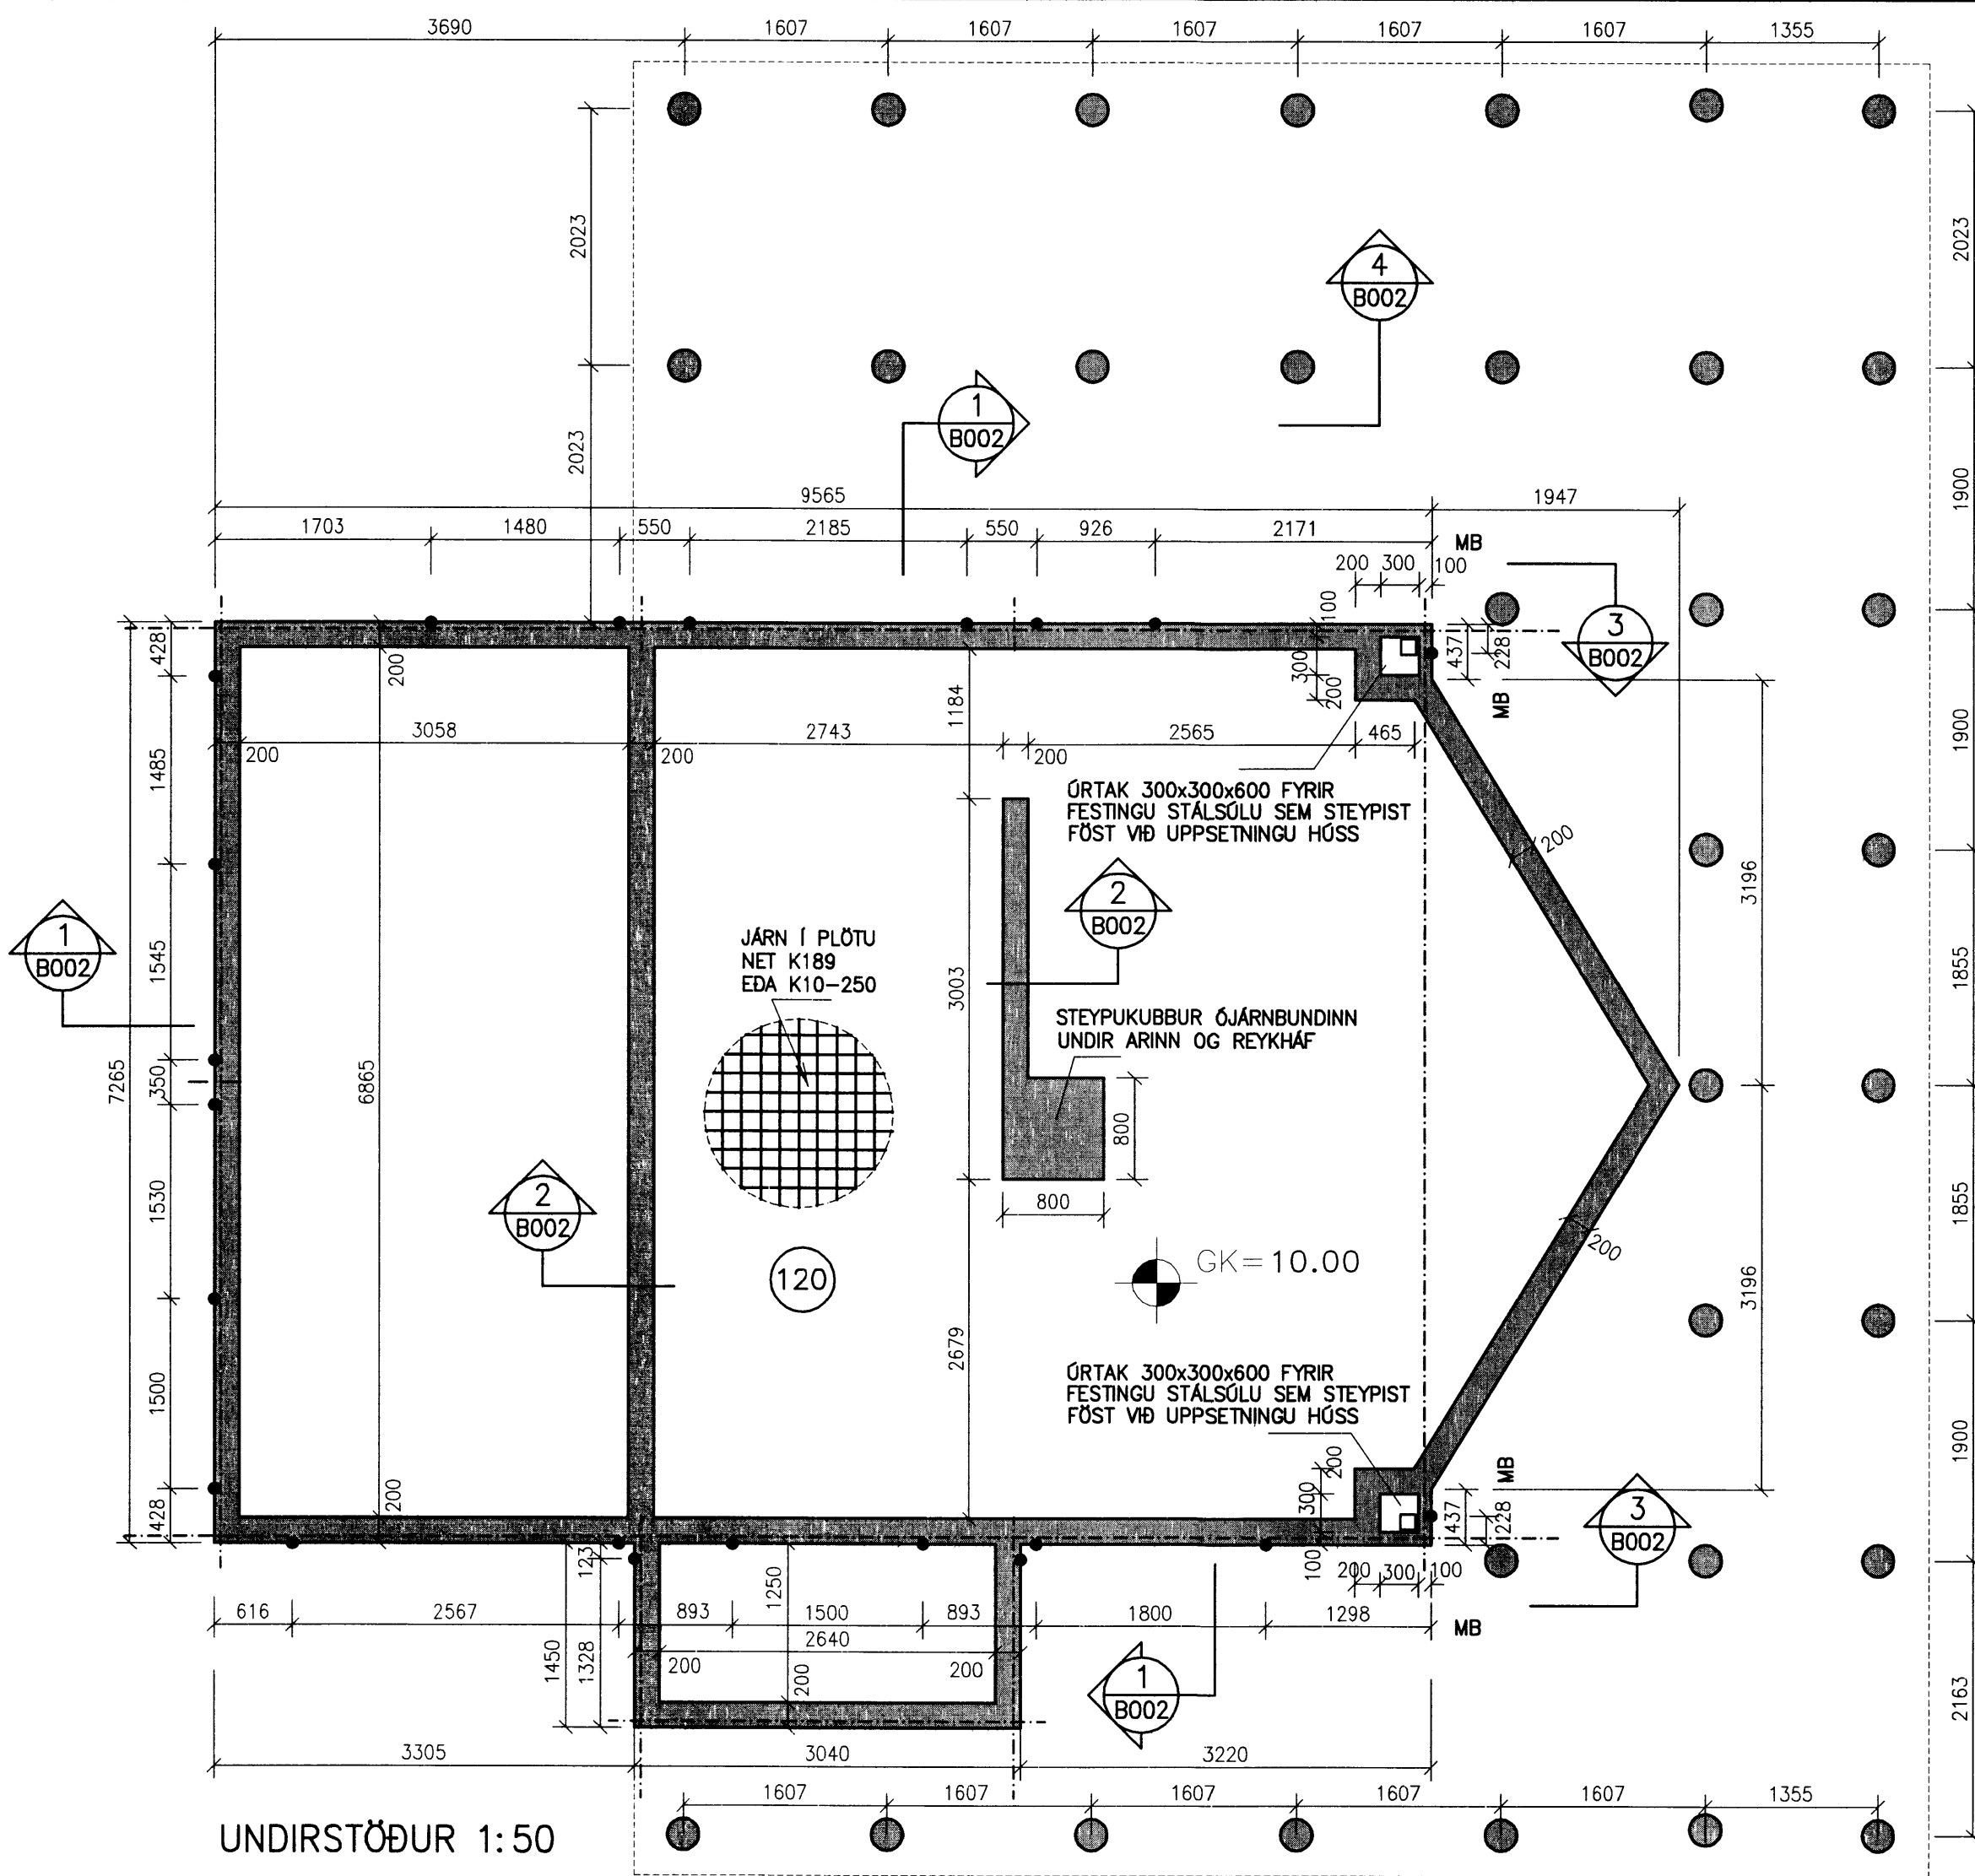 3690 1607 1607 1607 1607 1607 1355
2023
2023
4
B002
1
B002
2023
1900
9565 1947
1703 1480 550 2185 550 926 2171 MB
200 300 100
100
3
B002
428
200
300
200
437
228
MB
1184
1900
3058 2743 2565 465
200 200 200
1485
ÚRTAK 300x300x600 FYRIR
FESTINGU STÁLSÚLU SEM STEYPIST
FÖST VIÐ UPPSETNINGU HÚSS
200
3196
2
B002
1
B002
JÁRN Í PLÖTU
NET K189
EÐA K10-250
1545
3003
1855
STEYPUKUBBUR ÓJÁRNBUNDINN
UNDIR ARINN OG REYKHÁF
7265
350
6865
800
2
B002
1530
800
1855
200
120
GK=10.00
3196
2679
1500
ÚRTAK 300x300x600 FYRIR
FESTINGU STÁLSÚLU SEM STEYPIST
FÖST VIÐ UPPSETNINGU HÚSS
1900
200
300
MB
428
200
437
228
3
B002
123
100
200 300 100
1250
616 2567 893 1500 893 1800 1298 MB
1450
1328
2640
200 200 200
1
B002
2163
3305 3040 3220
1607 1607 1607 1607 1607 1355
UNDIRSTÖÐUR 1:50